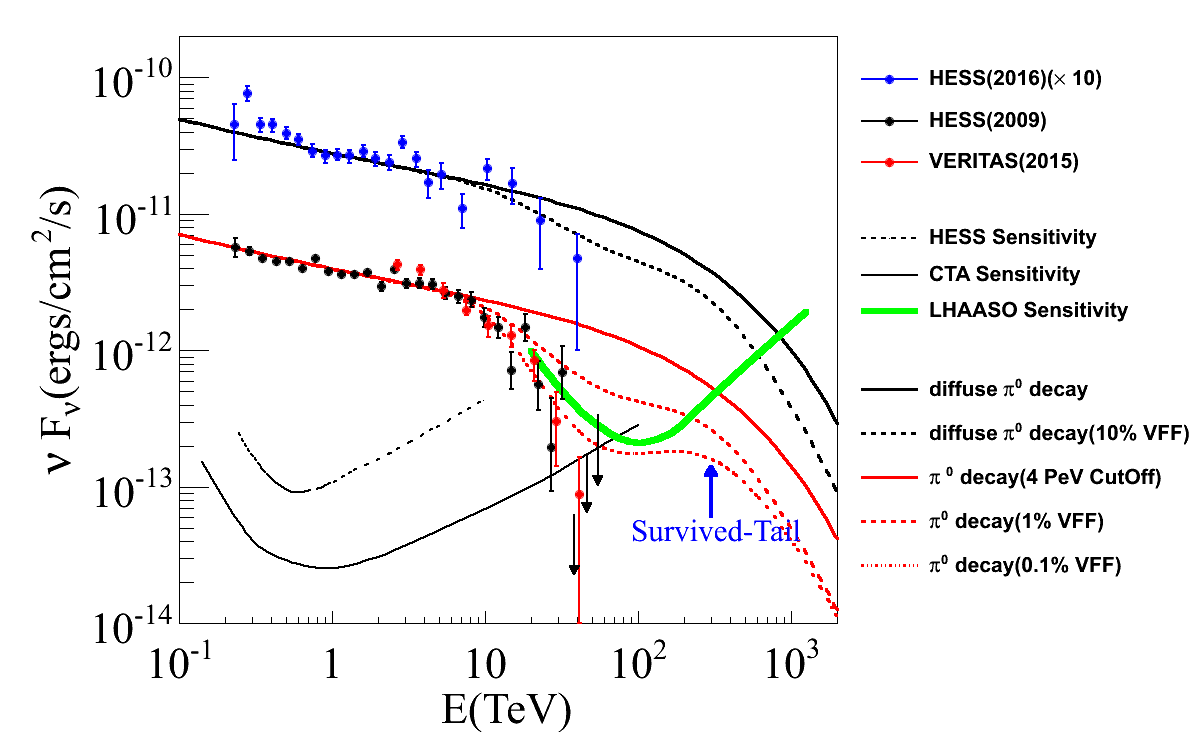 10⁻¹⁰
10⁻¹¹
10⁻¹²
10⁻¹³
10⁻¹⁴
ν Fν(ergs/cm²/s)
10⁻¹ 1 10 10² 10³
E(TeV)
Survived-Tail
HESS(2016)(× 10)
HESS(2009)
VERITAS(2015)
HESS Sensitivity
CTA Sensitivity
LHAASO Sensitivity
diffuse π⁰ decay
diffuse π⁰ decay(10% VFF)
π ⁰ decay(4 PeV CutOff)
π⁰ decay(1% VFF)
π⁰ decay(0.1% VFF)